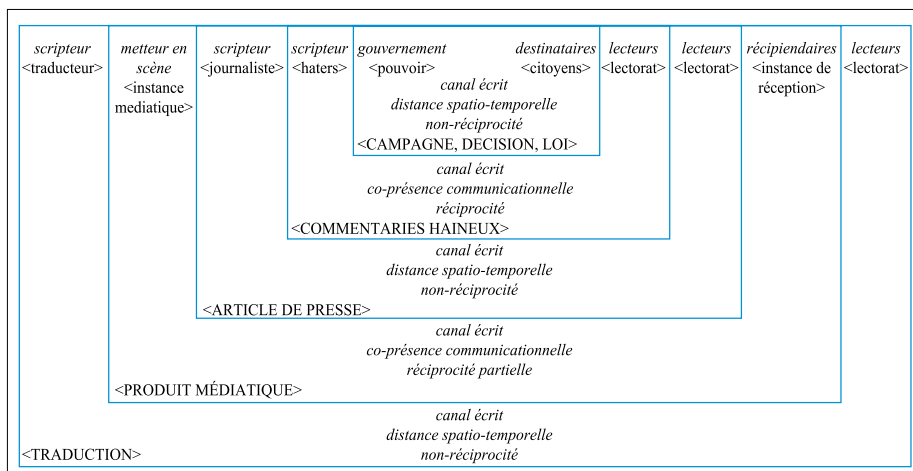 scripteur
<traducteur>
metteur en
scène
<instance
mediatique>
scripteur
<journaliste>
scripteur
<haters>
gouvernement
<pouvoir>
destinataires
<citoyens>
lecteurs
<lectorat>
lecteurs
<lectorat>
récipiendaires
<instance de
réception>
lecteurs
<lectorat>
canal écrit
distance spatio-temporelle
non-réciprocité
<CAMPAGNE, DECISION, LOI>
canal écrit
co-présence communicationnelle
réciprocité
<COMMENTARIES HAINEUX>
canal écrit
distance spatio-temporelle
non-réciprocité
<ARTICLE DE PRESSE>
canal écrit
co-présence communicationnelle
réciprocité partielle
<PRODUIT MÉDIATIQUE>
canal écrit
distance spatio-temporelle
<TRADUCTION>
non-réciprocité